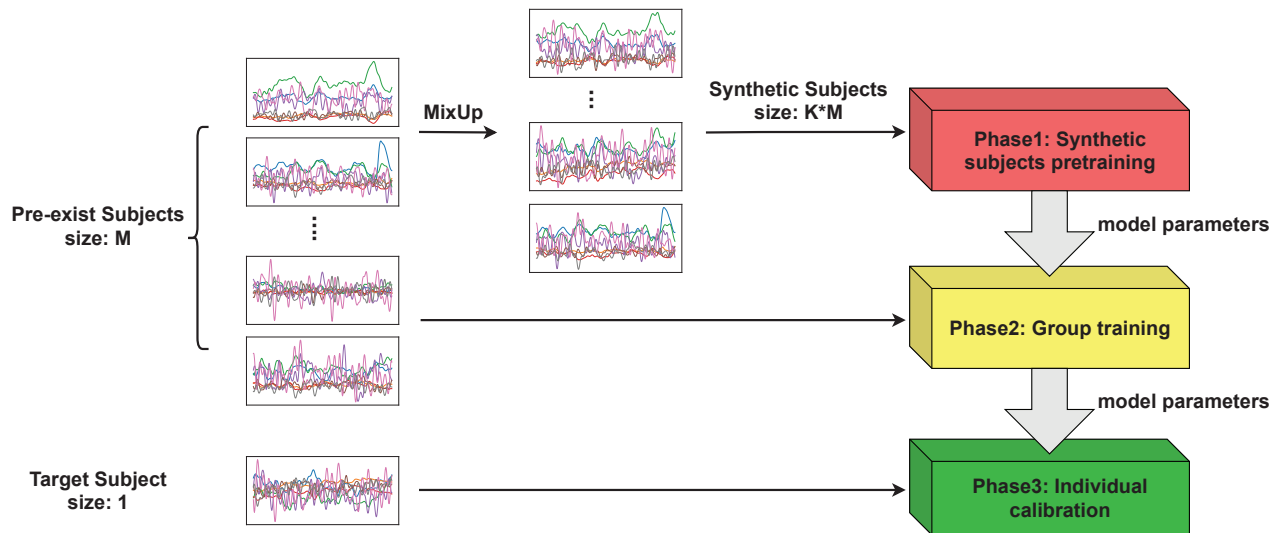 MixUp
Synthetic Subjects
size: K*M
Phase1: Synthetic
subjects pretraining
Pre-exist Subjects
size: M
model parameters
Phase2: Group training
model parameters
Target Subject
size: 1
Phase3: Individual
calibration